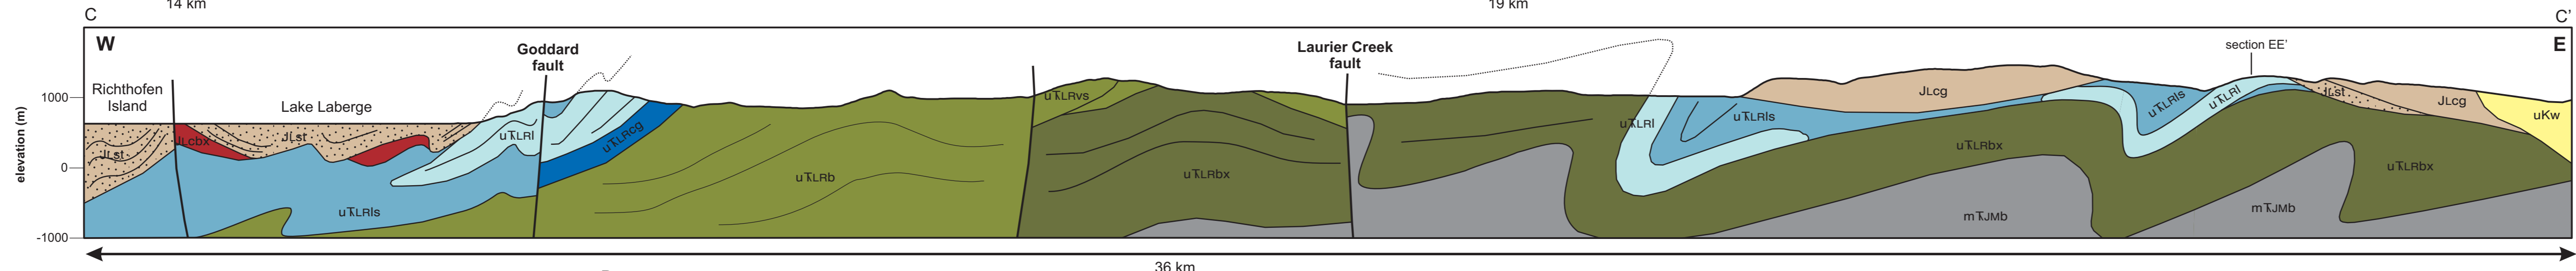 14 km
19 km
C
C'
W
E
Goddard
fault
Laurier Creek
fault
section EE'
Richthofen
Island
Lake Laberge
elevation (m)
1000
0
-1000
JLst
JLcbx
JLst
uTLRl
uTLRcg
uTLRls
uTLRb
uTLRvs
uTLRbx
uTLRl
uTLRls
JLcg
uTLRbx
mTJMb
uTLRls
uTLRl
JLst
JLcg
uKw
uTLRbx
mTJMb
36 km